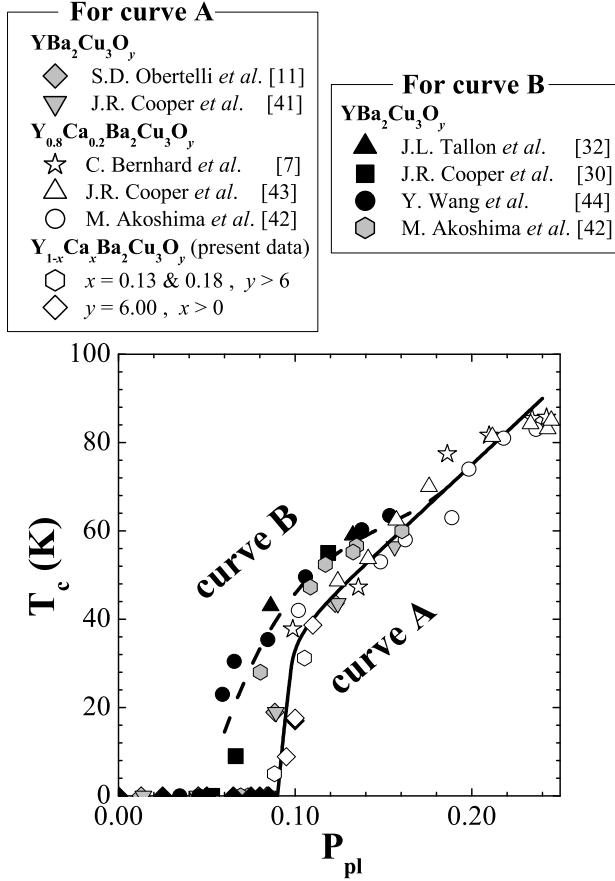 For curve A
YBa₂Cu₃Oy
S.D. Obertelli et al. [11]
J.R. Cooper et al. [41]
Y₀.₈Ca₀.₂Ba₂Cu₃Oy
C. Bernhard et al. [7]
J.R. Cooper et al. [43]
M. Akoshima et al. [42]
Y₁₋ₓCaₓBa₂Cu₃Oy (present data)
x = 0.13 & 0.18 , y > 6
y = 6.00 , x > 0
For curve B
YBa₂Cu₃Oy
J.L. Tallon et al. [32]
J.R. Cooper et al. [30]
Y. Wang et al. [44]
M. Akoshima et al. [42]
100
80
60
40
20
0
T_c (K)
curve B
curve A
0.00
0.10
0.20
P_pl